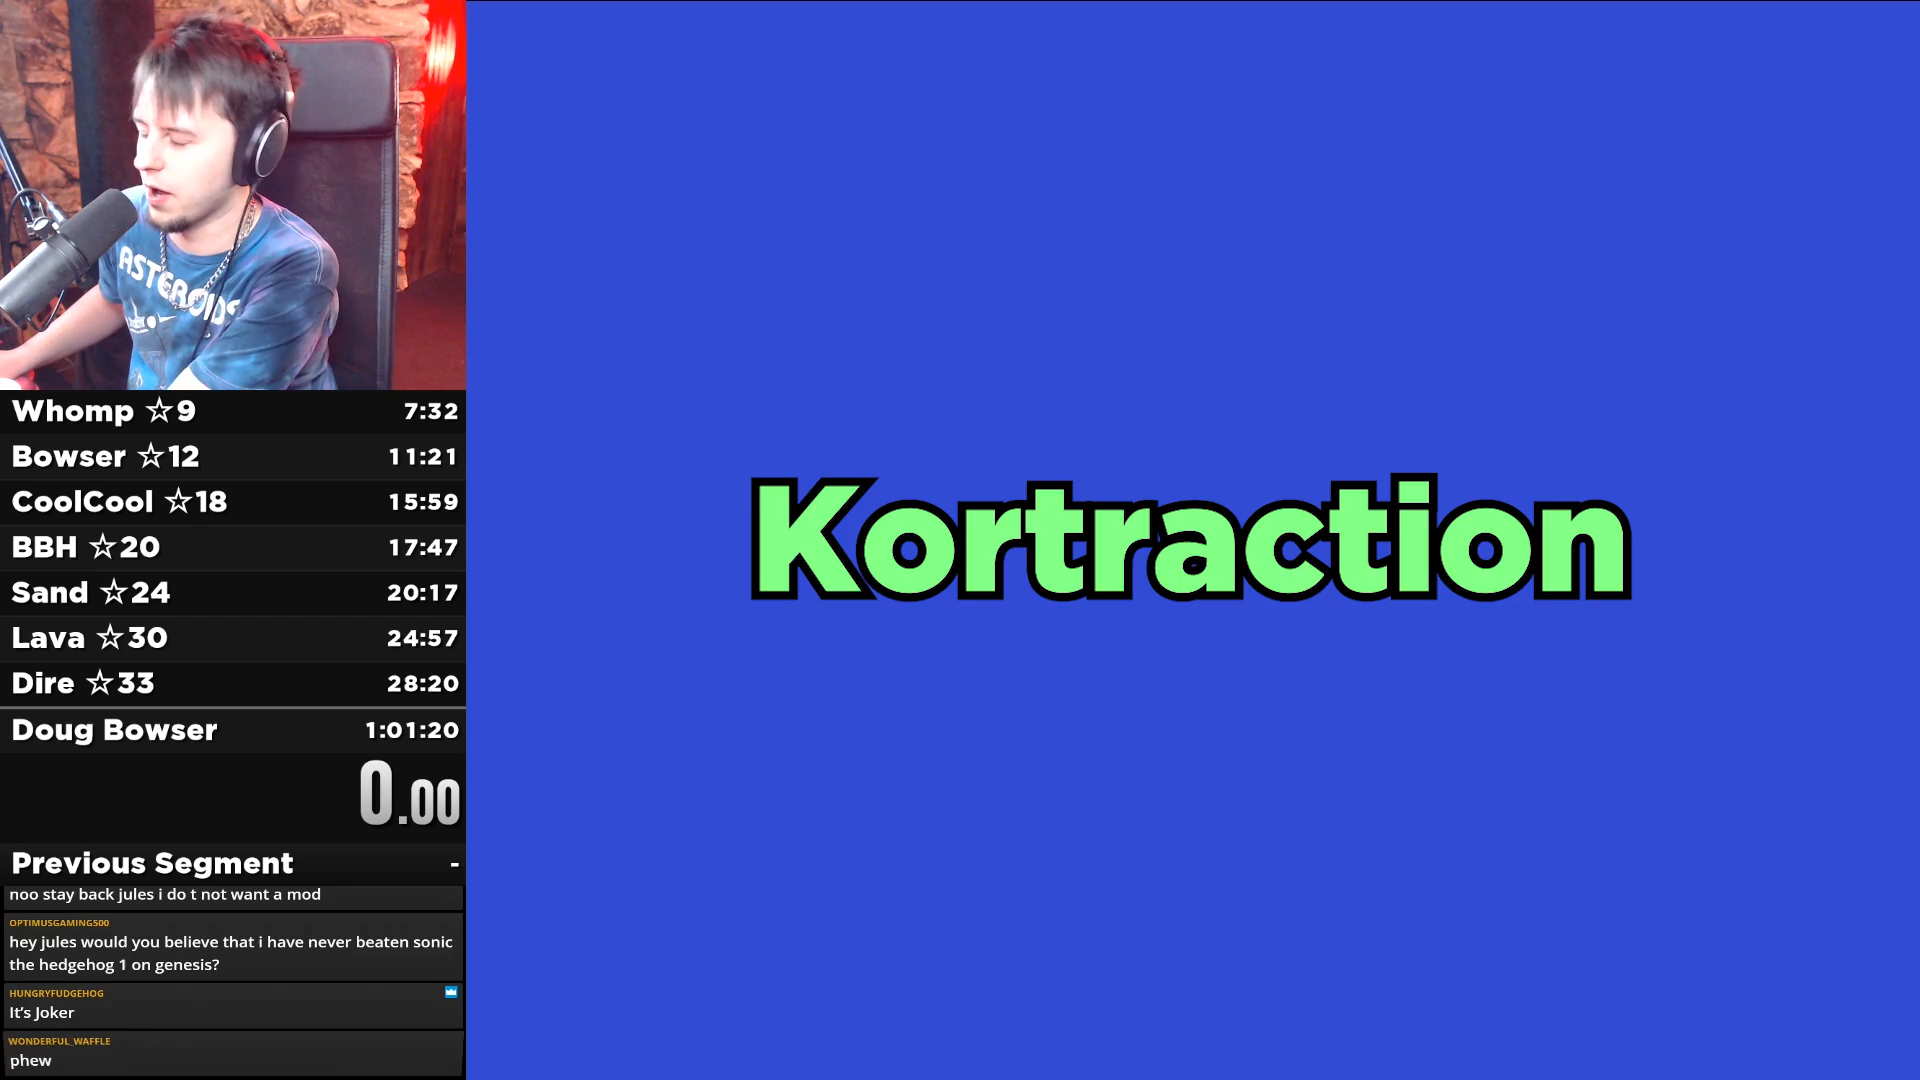 ASTEROIDS
Whomp ☆9 7:32
Bowser ☆12 11:21
CoolCool ☆18 15:59
BBH ☆20 17:47
Sand ☆24 20:17
Lava ☆30 24:57
Dire ☆33 28:20
Doug Bowser 1:01:20
0.00
Previous Segment -
noo stay back jules i do t not want a mod
OPTIMUSGAMING500
hey jules would you believe that i have never beaten sonic
the hedgehog 1 on genesis?
HUNGRYFUDGEHOG
It’s Joker
WONDERFUL_WAFFLE
phew
Kortraction